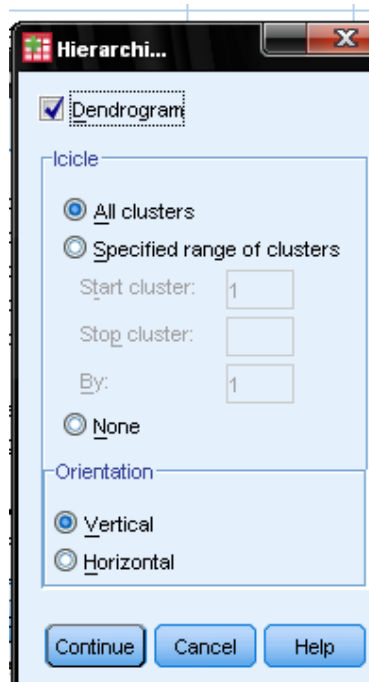 Hierarchi...
Dendrogram
Icicle
All clusters
Specified range of clusters
Start cluster: 1
Stop cluster:
By: 1
None
Orientation
Vertical
Horizontal
Continue Cancel Help